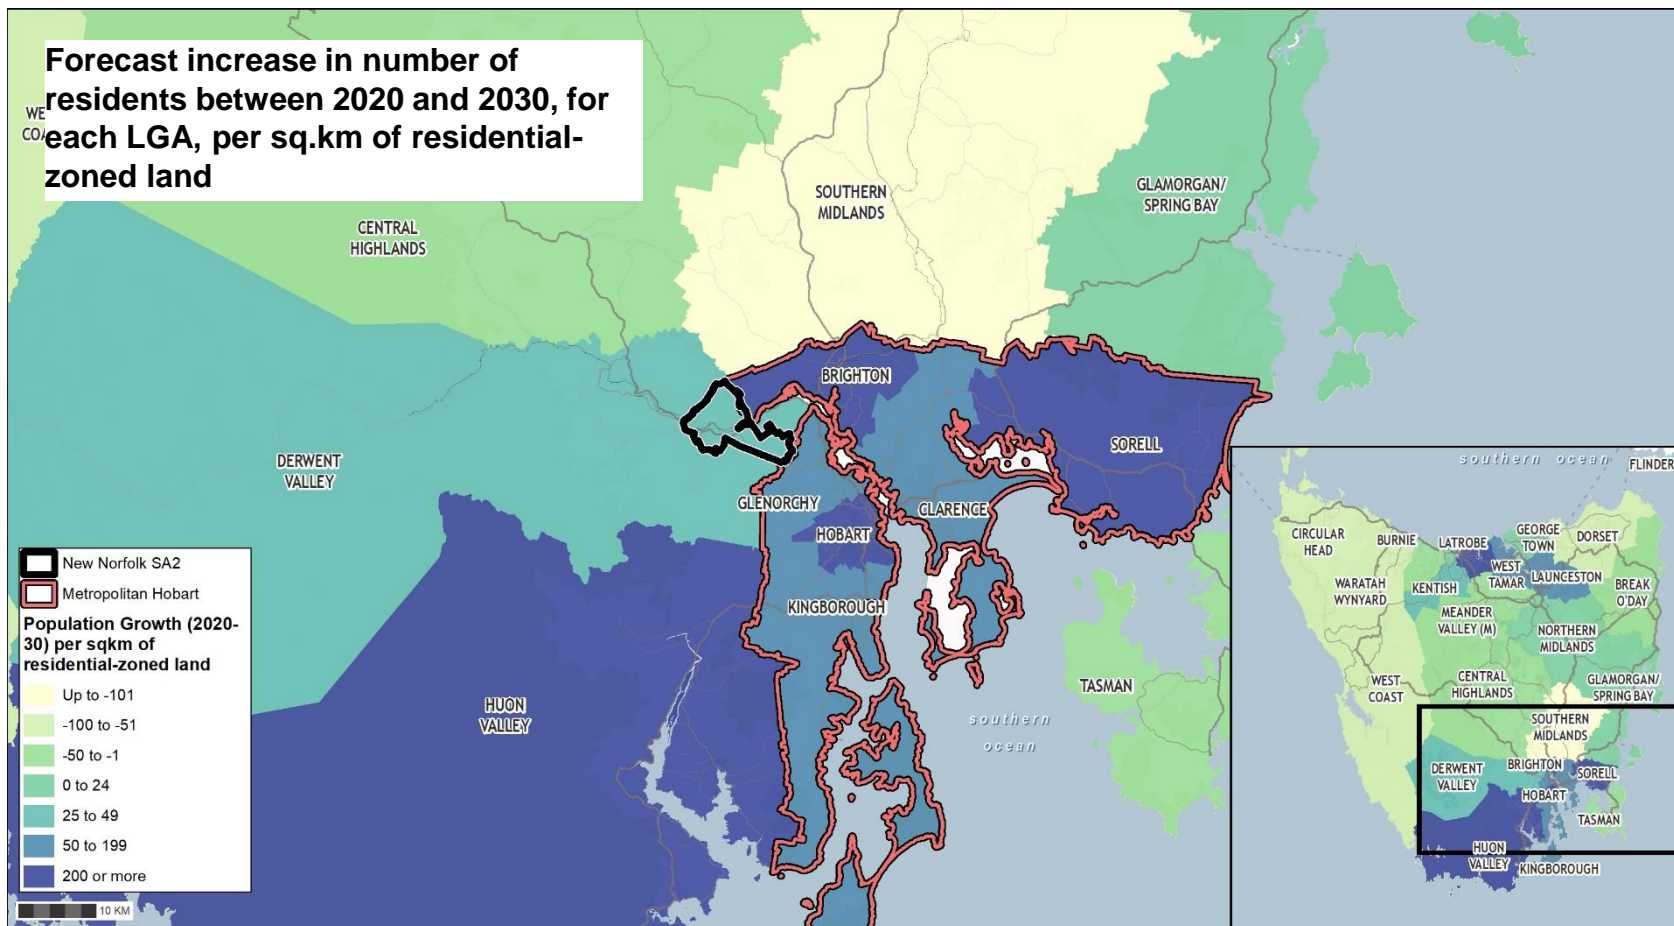 Forecast increase in number of
residents between 2020 and 2030, for
each LGA, per sq.km of residential-
zoned land
WE
COA
CENTRAL
HIGHLANDS
SOUTHERN
MIDLANDS
GLAMORGAN/
SPRING BAY
BRIGHTON
SORELL
DERWENT
VALLEY
GLENORCHY
HOBART
CLARENCE
KINGBOROUGH
HUON
VALLEY
TASMAN
southern
ocean
New Norfolk SA2
Metropolitan Hobart
Population Growth (2020-
30) per sqkm of
residential-zoned land
Up to -101
-100 to -51
-50 to -1
0 to 24
25 to 49
50 to 199
200 or more
10 KM
southern ocean
FLINDER
CIRCULAR
HEAD
BURNIE
LATROBE
GEORGE
TOWN
DORSET
WARATAH
WYNYARD
KENTISH
WEST
TAMAR
LAUNCESTON
BREAK
O'DAY
MEANDER
VALLEY (M)
NORTHERN
MIDLANDS
WEST
COAST
CENTRAL
HIGHLANDS
GLAMORGAN/
SPRING BAY
SOUTHERN
MIDLANDS
DERWENT
VALLEY
BRIGHTON
SORELL
HOBART
TASMAN
HUON
VALLEY
KINGBOROUGH